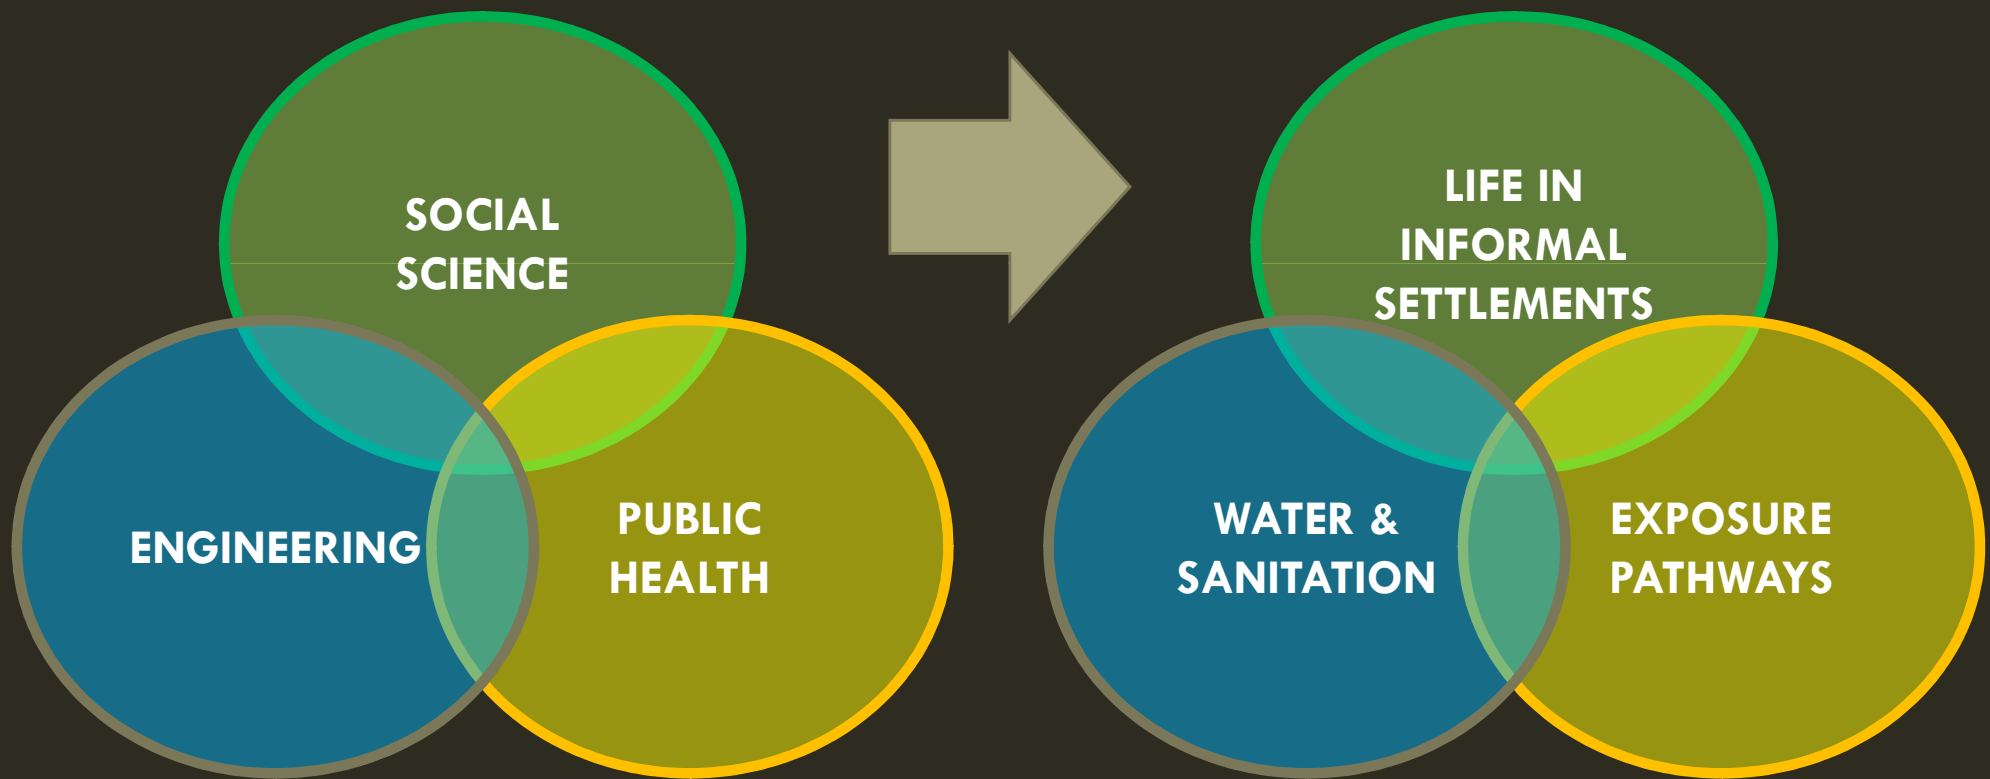 SOCIAL
SCIENCE
ENGINEERING
PUBLIC
HEALTH
LIFE IN
INFORMAL
SETTLEMENTS
WATER &
SANITATION
EXPOSURE
PATHWAYS